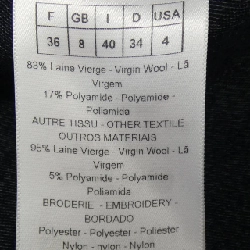 F GB I D USA
36 8 40 34 4
83% Laine Vierge - Virgin Wool - Lã
Virgem
17% Polyamide - Polyamide -
Poliamida
AUTRE TISSU - OTHER TEXTILE
OUTROS MATERIAIS
95% Laine Vierge - Virgin Wool - Lã
Virgem
5% Polyamide - Polyamide
Poliamida
BRODERIE - EMBROIDERY -
BORDADO
Polyester - Polyester - Poliester
Nylon - nylon - Nylon